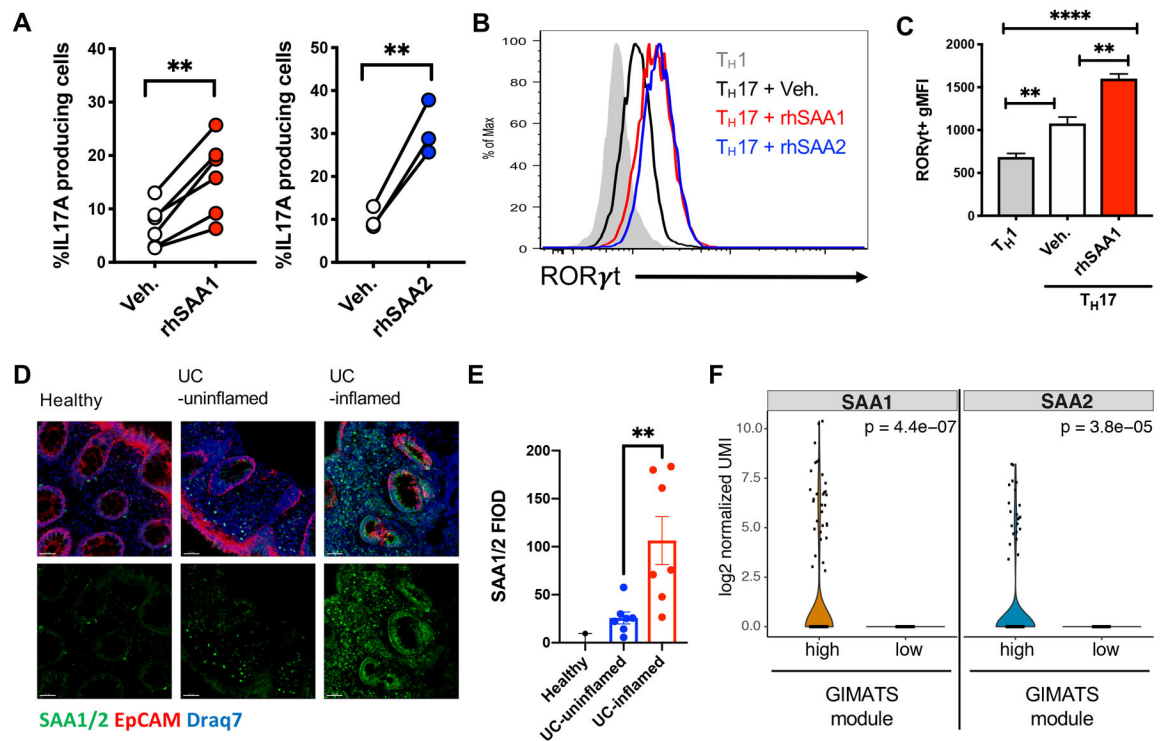 A
%IL17A producing cells
40
30
20
10
0
**
Veh.
rhSAA1
%IL17A producing cells
50
40
30
20
10
0
**
Veh.
rhSAA2
B
% of Max
100
80
60
40
20
0
TH1
TH17 + Veh.
TH17 + rhSAA1
TH17 + rhSAA2
RORγt
C
RORγt+ gMFI
2000
1500
1000
500
0
****
**
**
TH1
Veh.
rhSAA1
TH17
D
Healthy
UC
-uninflamed
UC
-inflamed
SAA1/2 EpCAM Draq7
E
SAA1/2 FIOD
200
150
100
50
0
**
Healthy
UC-uninflamed
UC-inflamed
F
log2 normalized UMI
10.0
7.5
5.0
2.5
0.0
SAA1
p = 4.4e−07
high
low
GIMATS
module
SAA2
p = 3.8e−05
high
low
GIMATS
module